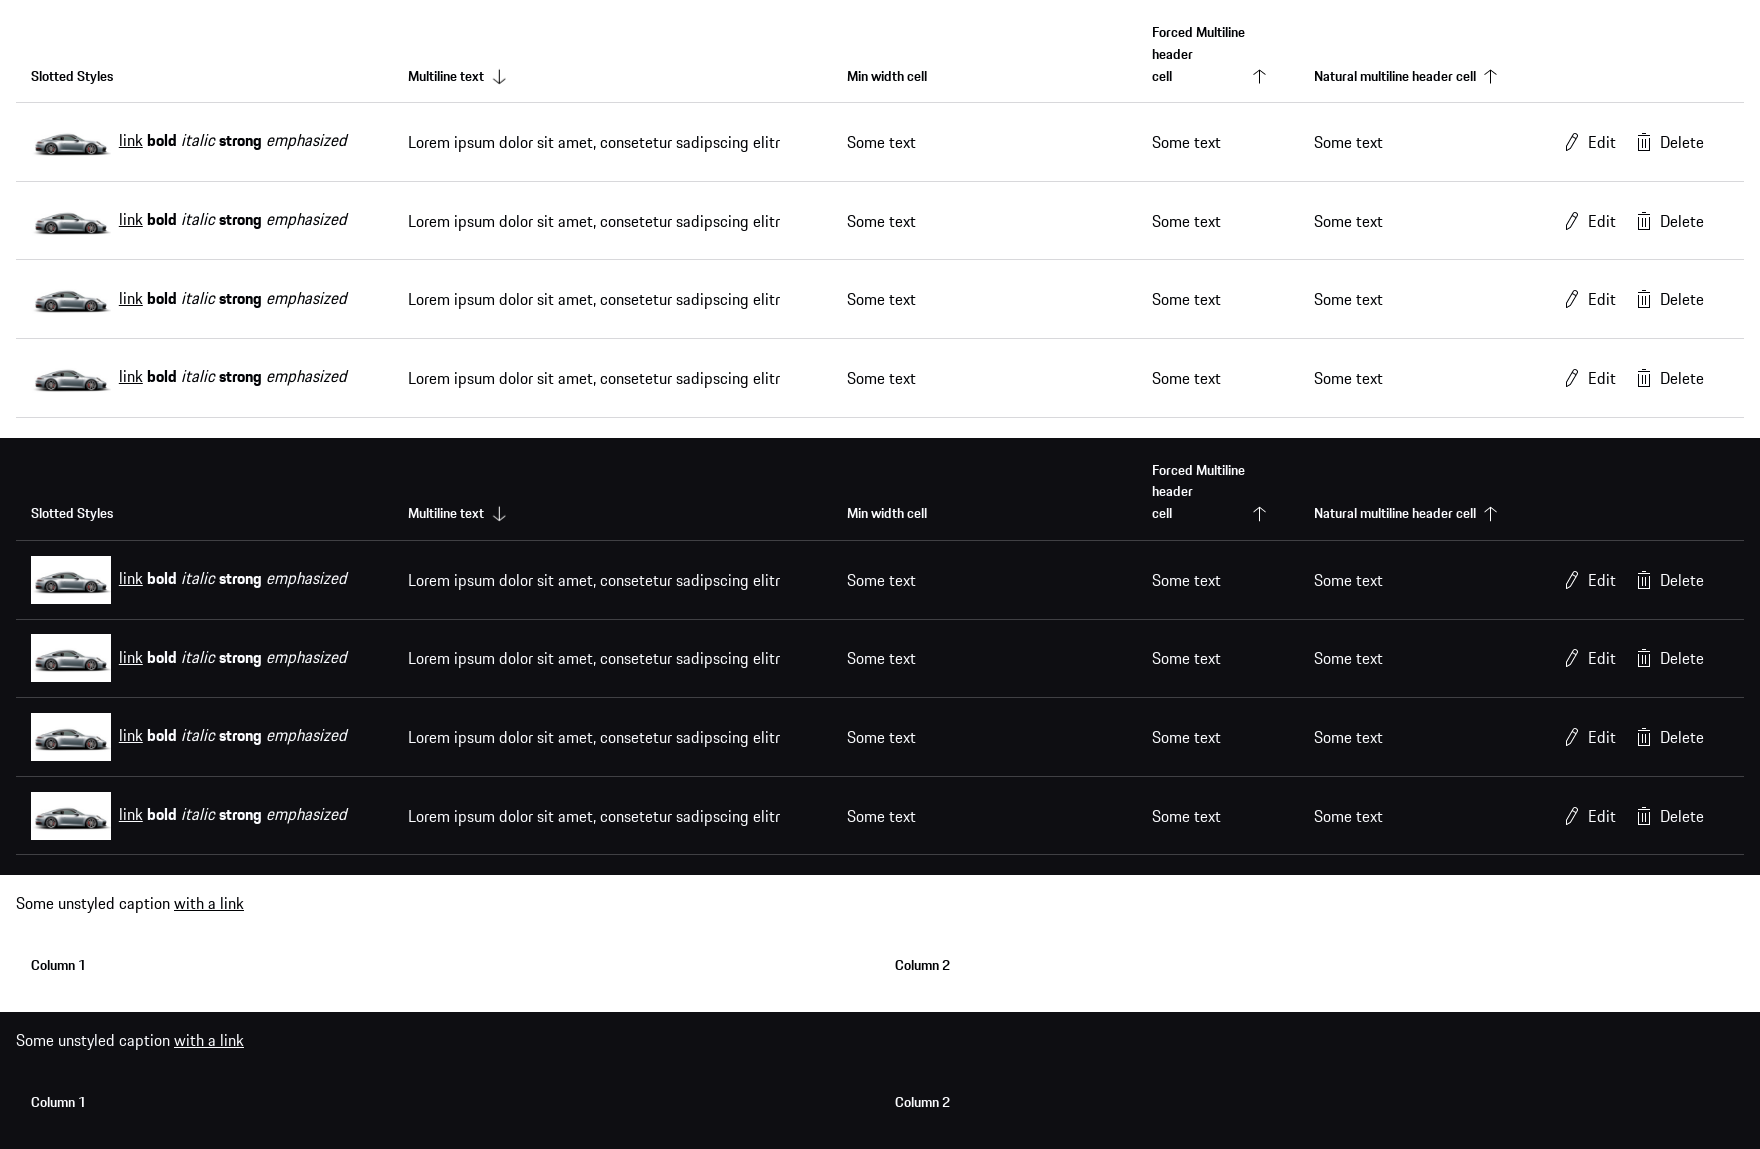 Forced Multiline
header
Slotted Styles Multiline text Min width cell cell Natural multiline header cell
link bold italic strong emphasized Lorem ipsum dolor sit amet, consetetur sadipscing elitr Some text Some text Some text Edit Delete
link bold italic strong emphasized Lorem ipsum dolor sit amet, consetetur sadipscing elitr Some text Some text Some text Edit Delete
link bold italic strong emphasized Lorem ipsum dolor sit amet, consetetur sadipscing elitr Some text Some text Some text Edit Delete
link bold italic strong emphasized Lorem ipsum dolor sit amet, consetetur sadipscing elitr Some text Some text Some text Edit Delete
Forced Multiline
header
Slotted Styles Multiline text Min width cell cell Natural multiline header cell
link bold italic strong emphasized Lorem ipsum dolor sit amet, consetetur sadipscing elitr Some text Some text Some text Edit Delete
link bold italic strong emphasized Lorem ipsum dolor sit amet, consetetur sadipscing elitr Some text Some text Some text Edit Delete
link bold italic strong emphasized Lorem ipsum dolor sit amet, consetetur sadipscing elitr Some text Some text Some text Edit Delete
link bold italic strong emphasized Lorem ipsum dolor sit amet, consetetur sadipscing elitr Some text Some text Some text Edit Delete
Some unstyled caption with a link
Column 1 Column 2
Some unstyled caption with a link
Column 1 Column 2